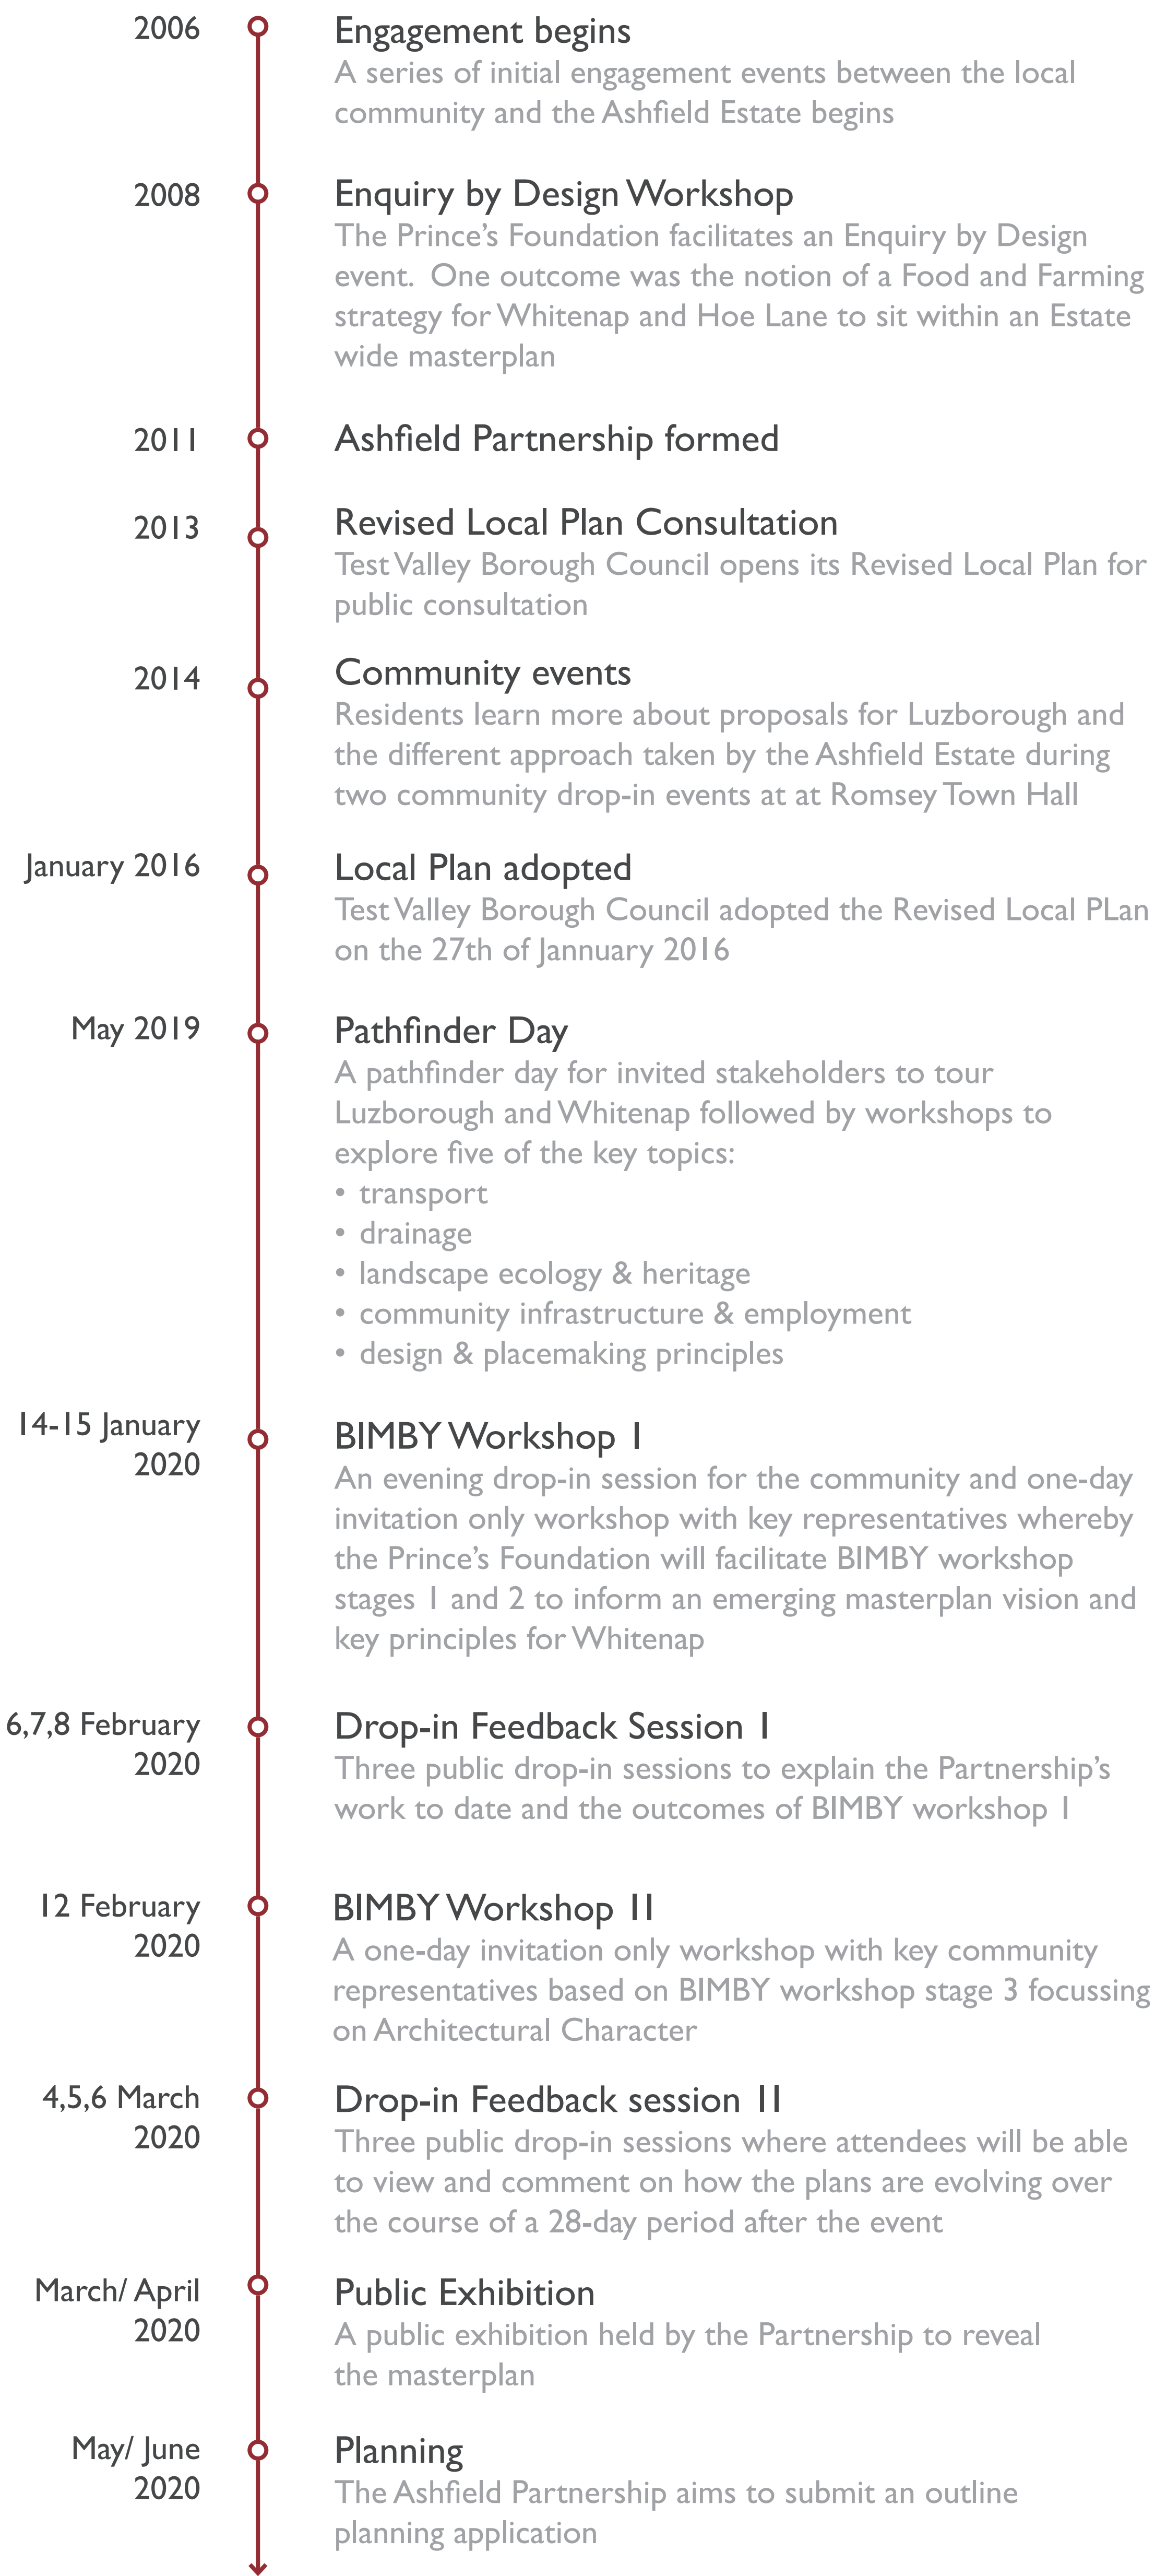 2006
Engagement begins
A series of initial engagement events between the local
community and the Ashfield Estate begins
2008
Enquiry by Design Workshop
The Prince’s Foundation facilitates an Enquiry by Design
event.  One outcome was the notion of a Food and Farming
strategy for Whitenap and Hoe Lane to sit within an Estate
wide masterplan
2011
Ashfield Partnership formed
2013
Revised Local Plan Consultation
Test Valley Borough Council opens its Revised Local Plan for
public consultation
2014
Community events
Residents learn more about proposals for Luzborough and
the different approach taken by the Ashfield Estate during
two community drop-in events at at Romsey Town Hall
January 2016
Local Plan adopted
Test Valley Borough Council adopted the Revised Local PLan
on the 27th of Jannuary 2016
May 2019
Pathfinder Day
A pathfinder day for invited stakeholders to tour
Luzborough and Whitenap followed by workshops to
explore five of the key topics:
• transport
• drainage
• landscape ecology & heritage
• community infrastructure & employment
• design & placemaking principles
14-15 January
2020
BIMBY Workshop I
An evening drop-in session for the community and one-day
invitation only workshop with key representatives whereby
the Prince’s Foundation will facilitate BIMBY workshop
stages 1 and 2 to inform an emerging masterplan vision and
key principles for Whitenap
6,7,8 February
2020
Drop-in Feedback Session I
Three public drop-in sessions to explain the Partnership’s
work to date and the outcomes of BIMBY workshop I
12 February
2020
BIMBY Workshop II
A one-day invitation only workshop with key community
representatives based on BIMBY workshop stage 3 focussing
on Architectural Character
4,5,6 March
2020
Drop-in Feedback session II
Three public drop-in sessions where attendees will be able
to view and comment on how the plans are evolving over
the course of a 28-day period after the event
March/ April
2020
Public Exhibition
A public exhibition held by the Partnership to reveal
the masterplan
May/ June
2020
Planning
The Ashfield Partnership aims to submit an outline
planning application